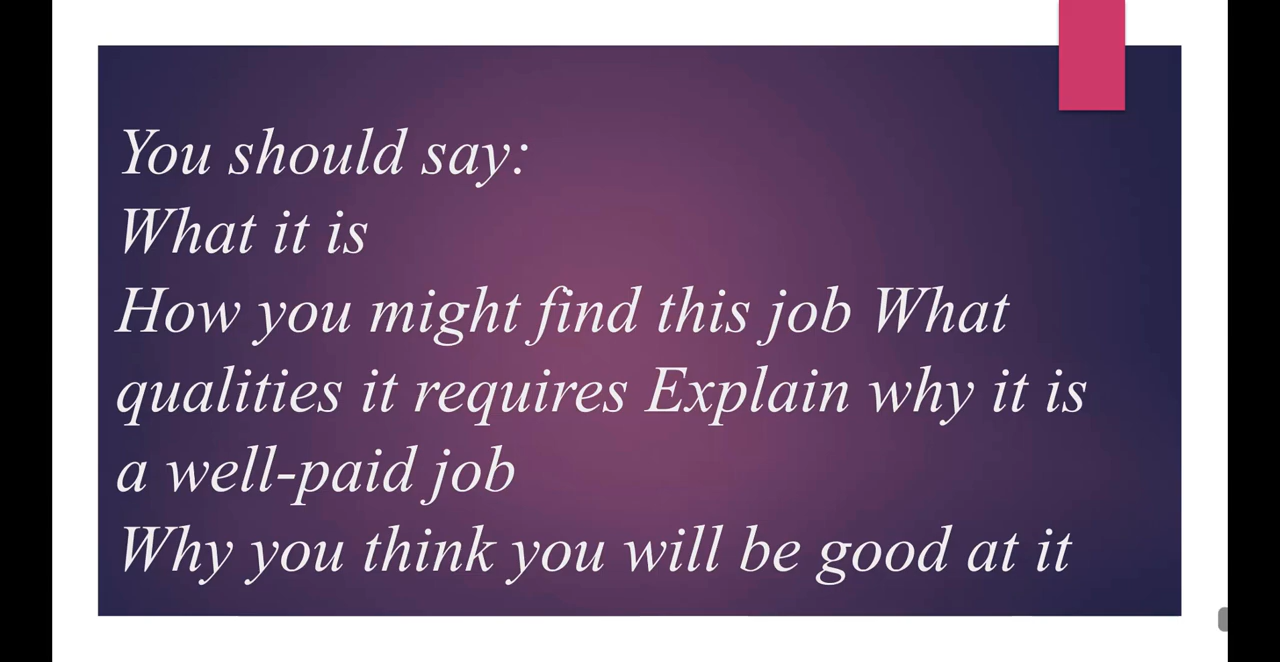 You should say:
What it is
How you might find this job What
qualities it requires Explain why it is
a well-paid job
Why you think you will be good at it